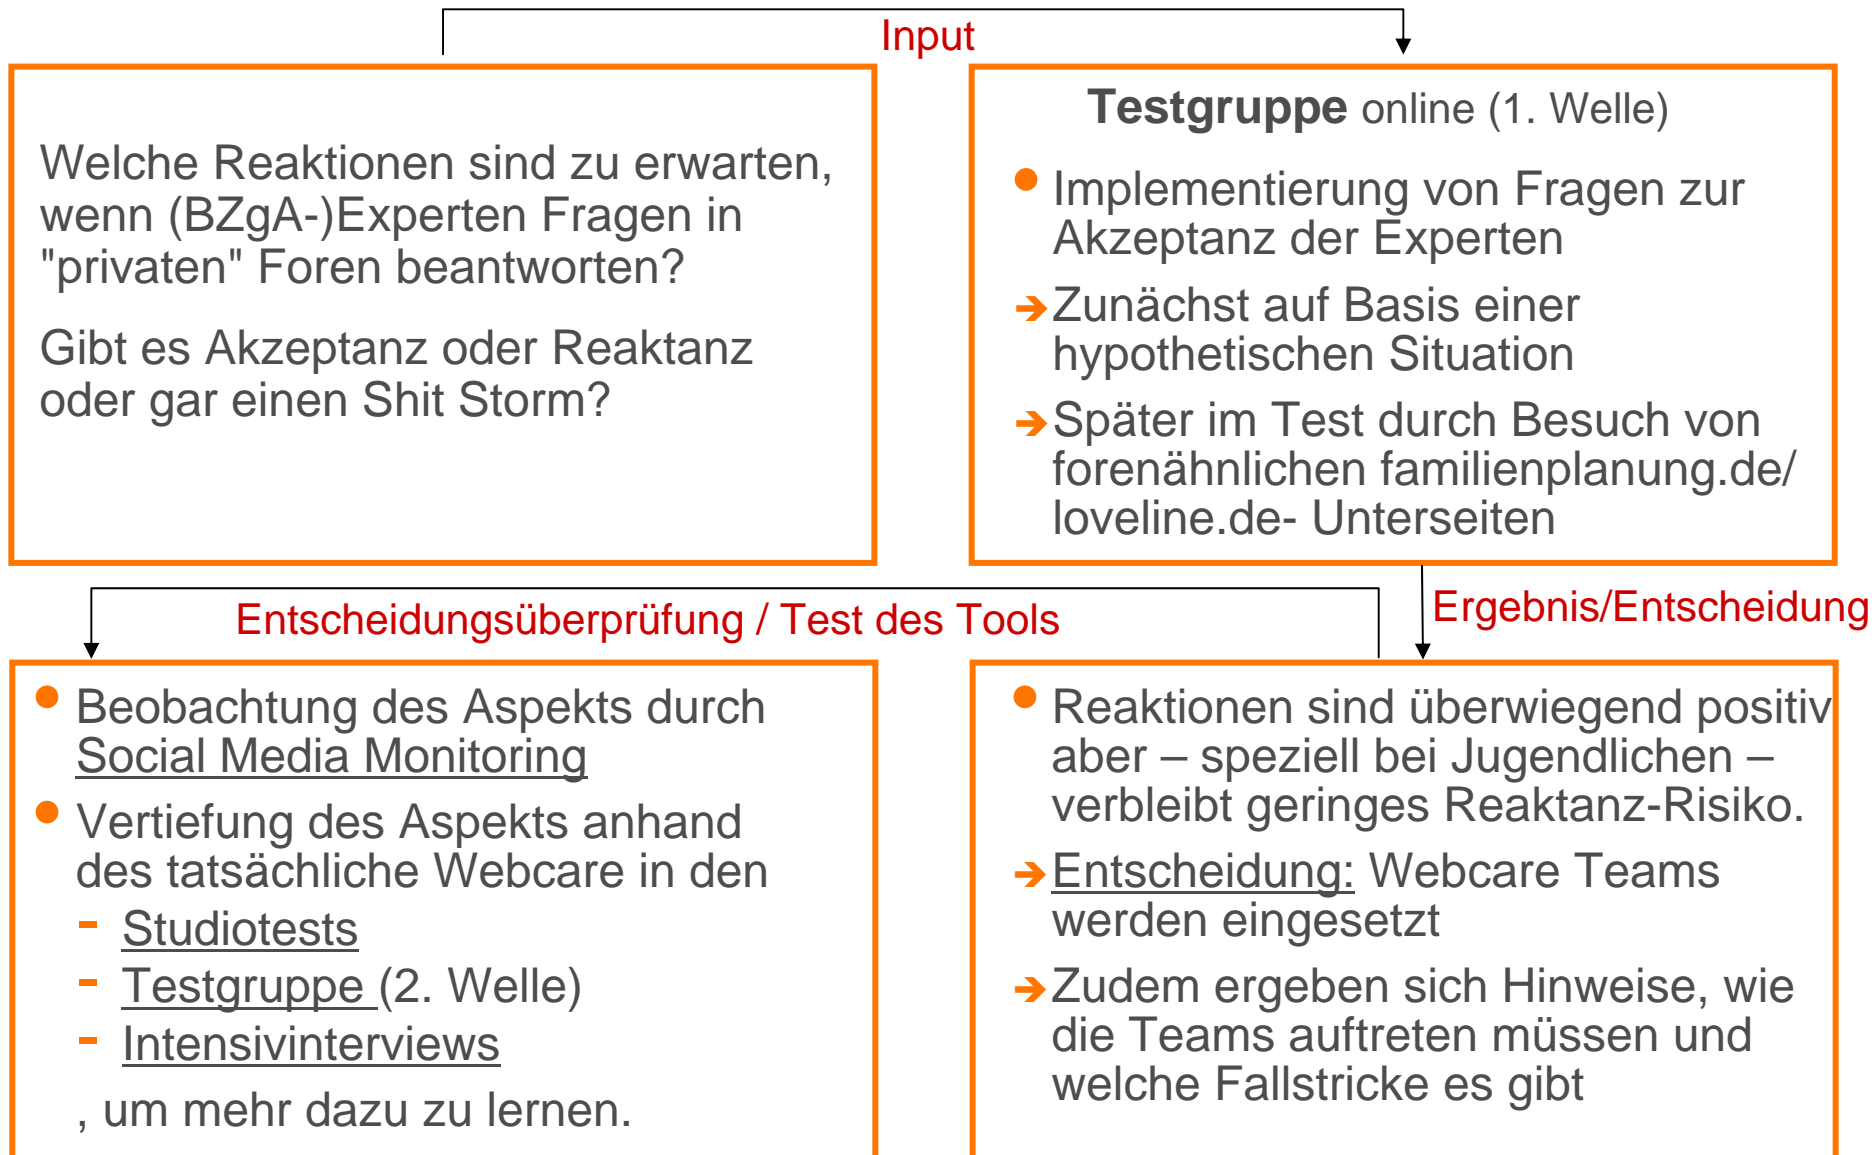 Input
Welche Reaktionen sind zu erwarten,
wenn (BZgA-)Experten Fragen in
"privaten" Foren beantworten?
Gibt es Akzeptanz oder Reaktanz
oder gar einen Shit Storm?
Testgruppe online (1. Welle)
Implementierung von Fragen zur
Akzeptanz der Experten
Zunächst auf Basis einer
hypothetischen Situation
Später im Test durch Besuch von
forenähnlichen familienplanung.de/
loveline.de- Unterseiten
Ergebnis/Entscheidung
Reaktionen sind überwiegend positiv
aber – speziell bei Jugendlichen –
verbleibt geringes Reaktanz-Risiko.
Entscheidung: Webcare Teams
werden eingesetzt
Zudem ergeben sich Hinweise, wie
die Teams auftreten müssen und
welche Fallstricke es gibt
Entscheidungsüberprüfung / Test des Tools
Beobachtung des Aspekts durch
Social Media Monitoring
Vertiefung des Aspekts anhand
des tatsächliche Webcare in den
- Studiotests
- Testgruppe (2. Welle)
- Intensivinterviews
, um mehr dazu zu lernen.